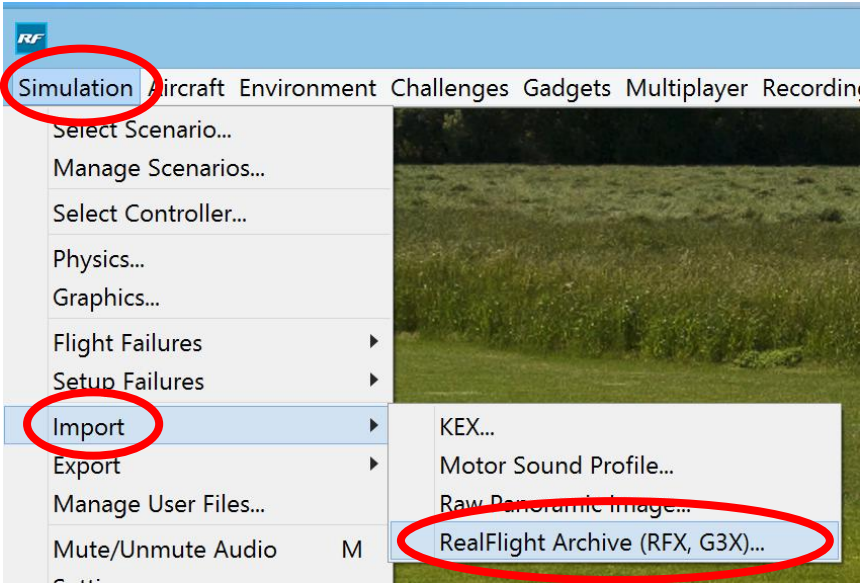 RF
Simulation Aircraft Environment Challenges Gadgets Multiplayer
Select Scenario...
Manage Scenarios...
Select Controller...
Physics...
Graphics...
Flight Failures
Setup Failures
Import
Export
Manage User Files...
Mute/Unmute Audio M
KEX...
Motor Sound Profile...
Raw Panoramic Image...
RealFlight Archive (RFX, G3X)...